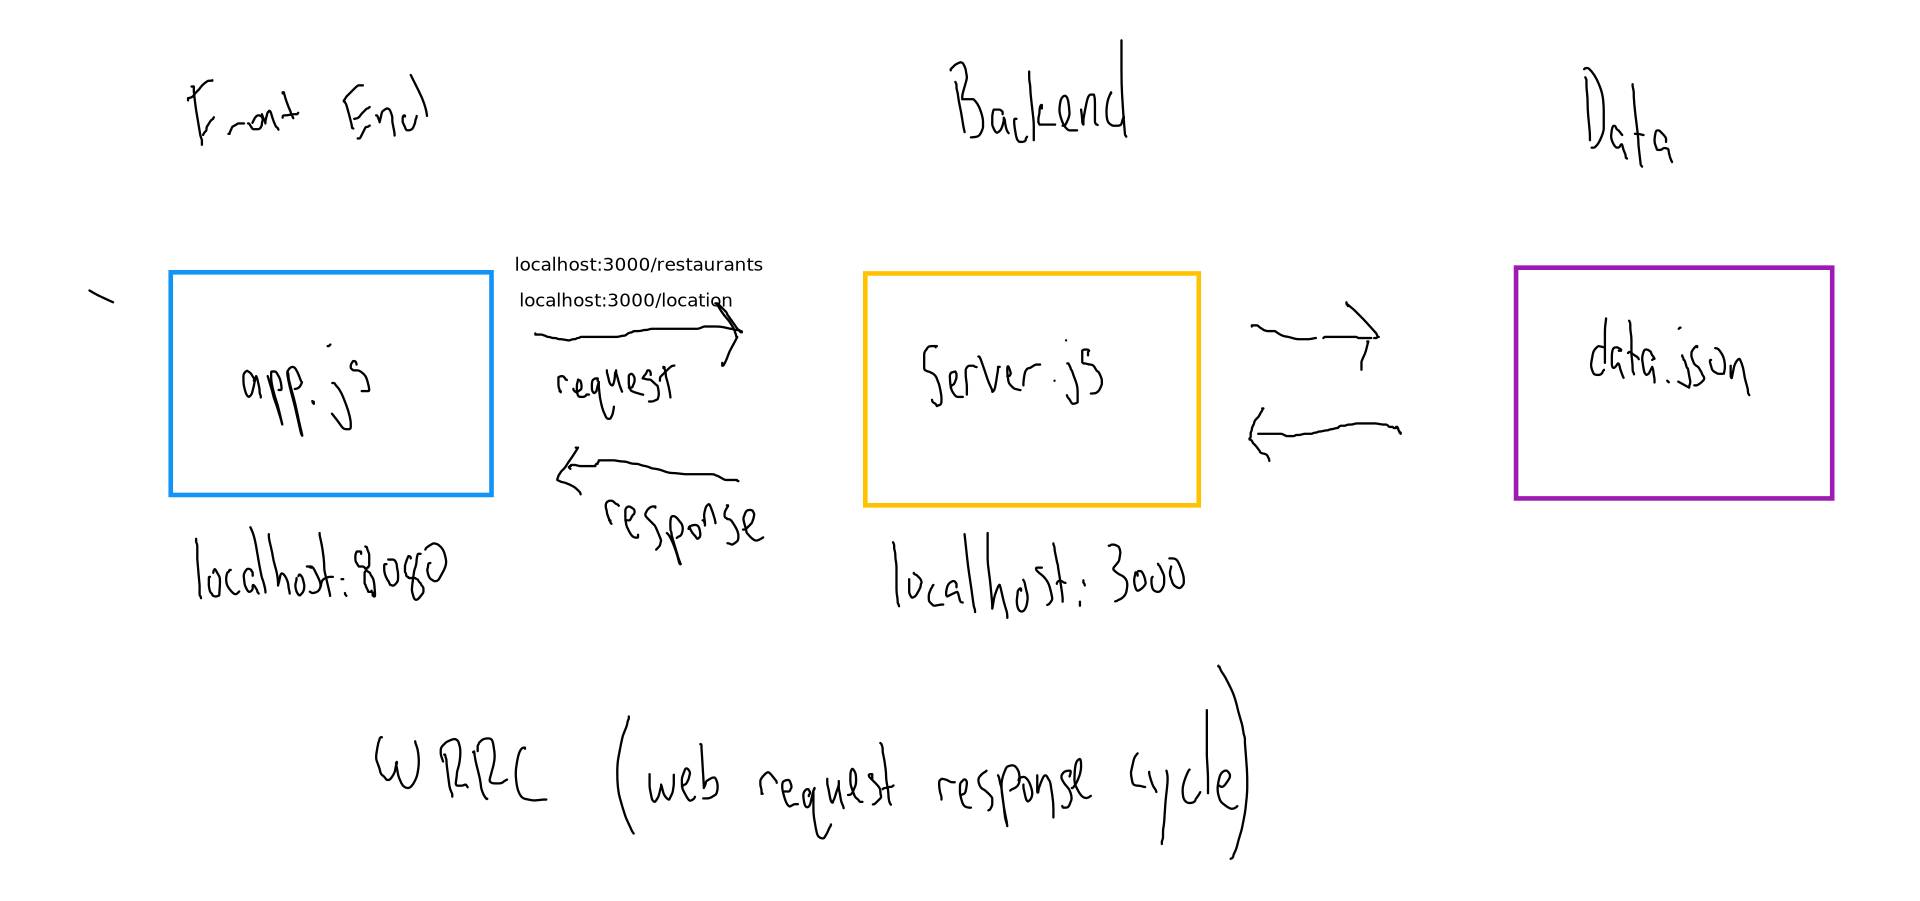 Front End
Backend
Data
localhost:3000/restaurants
localhost:3000/location
app.js
request
Server.js
data.json
response
localhost:8080
localhost:3000
WRRC (web request response cycle)